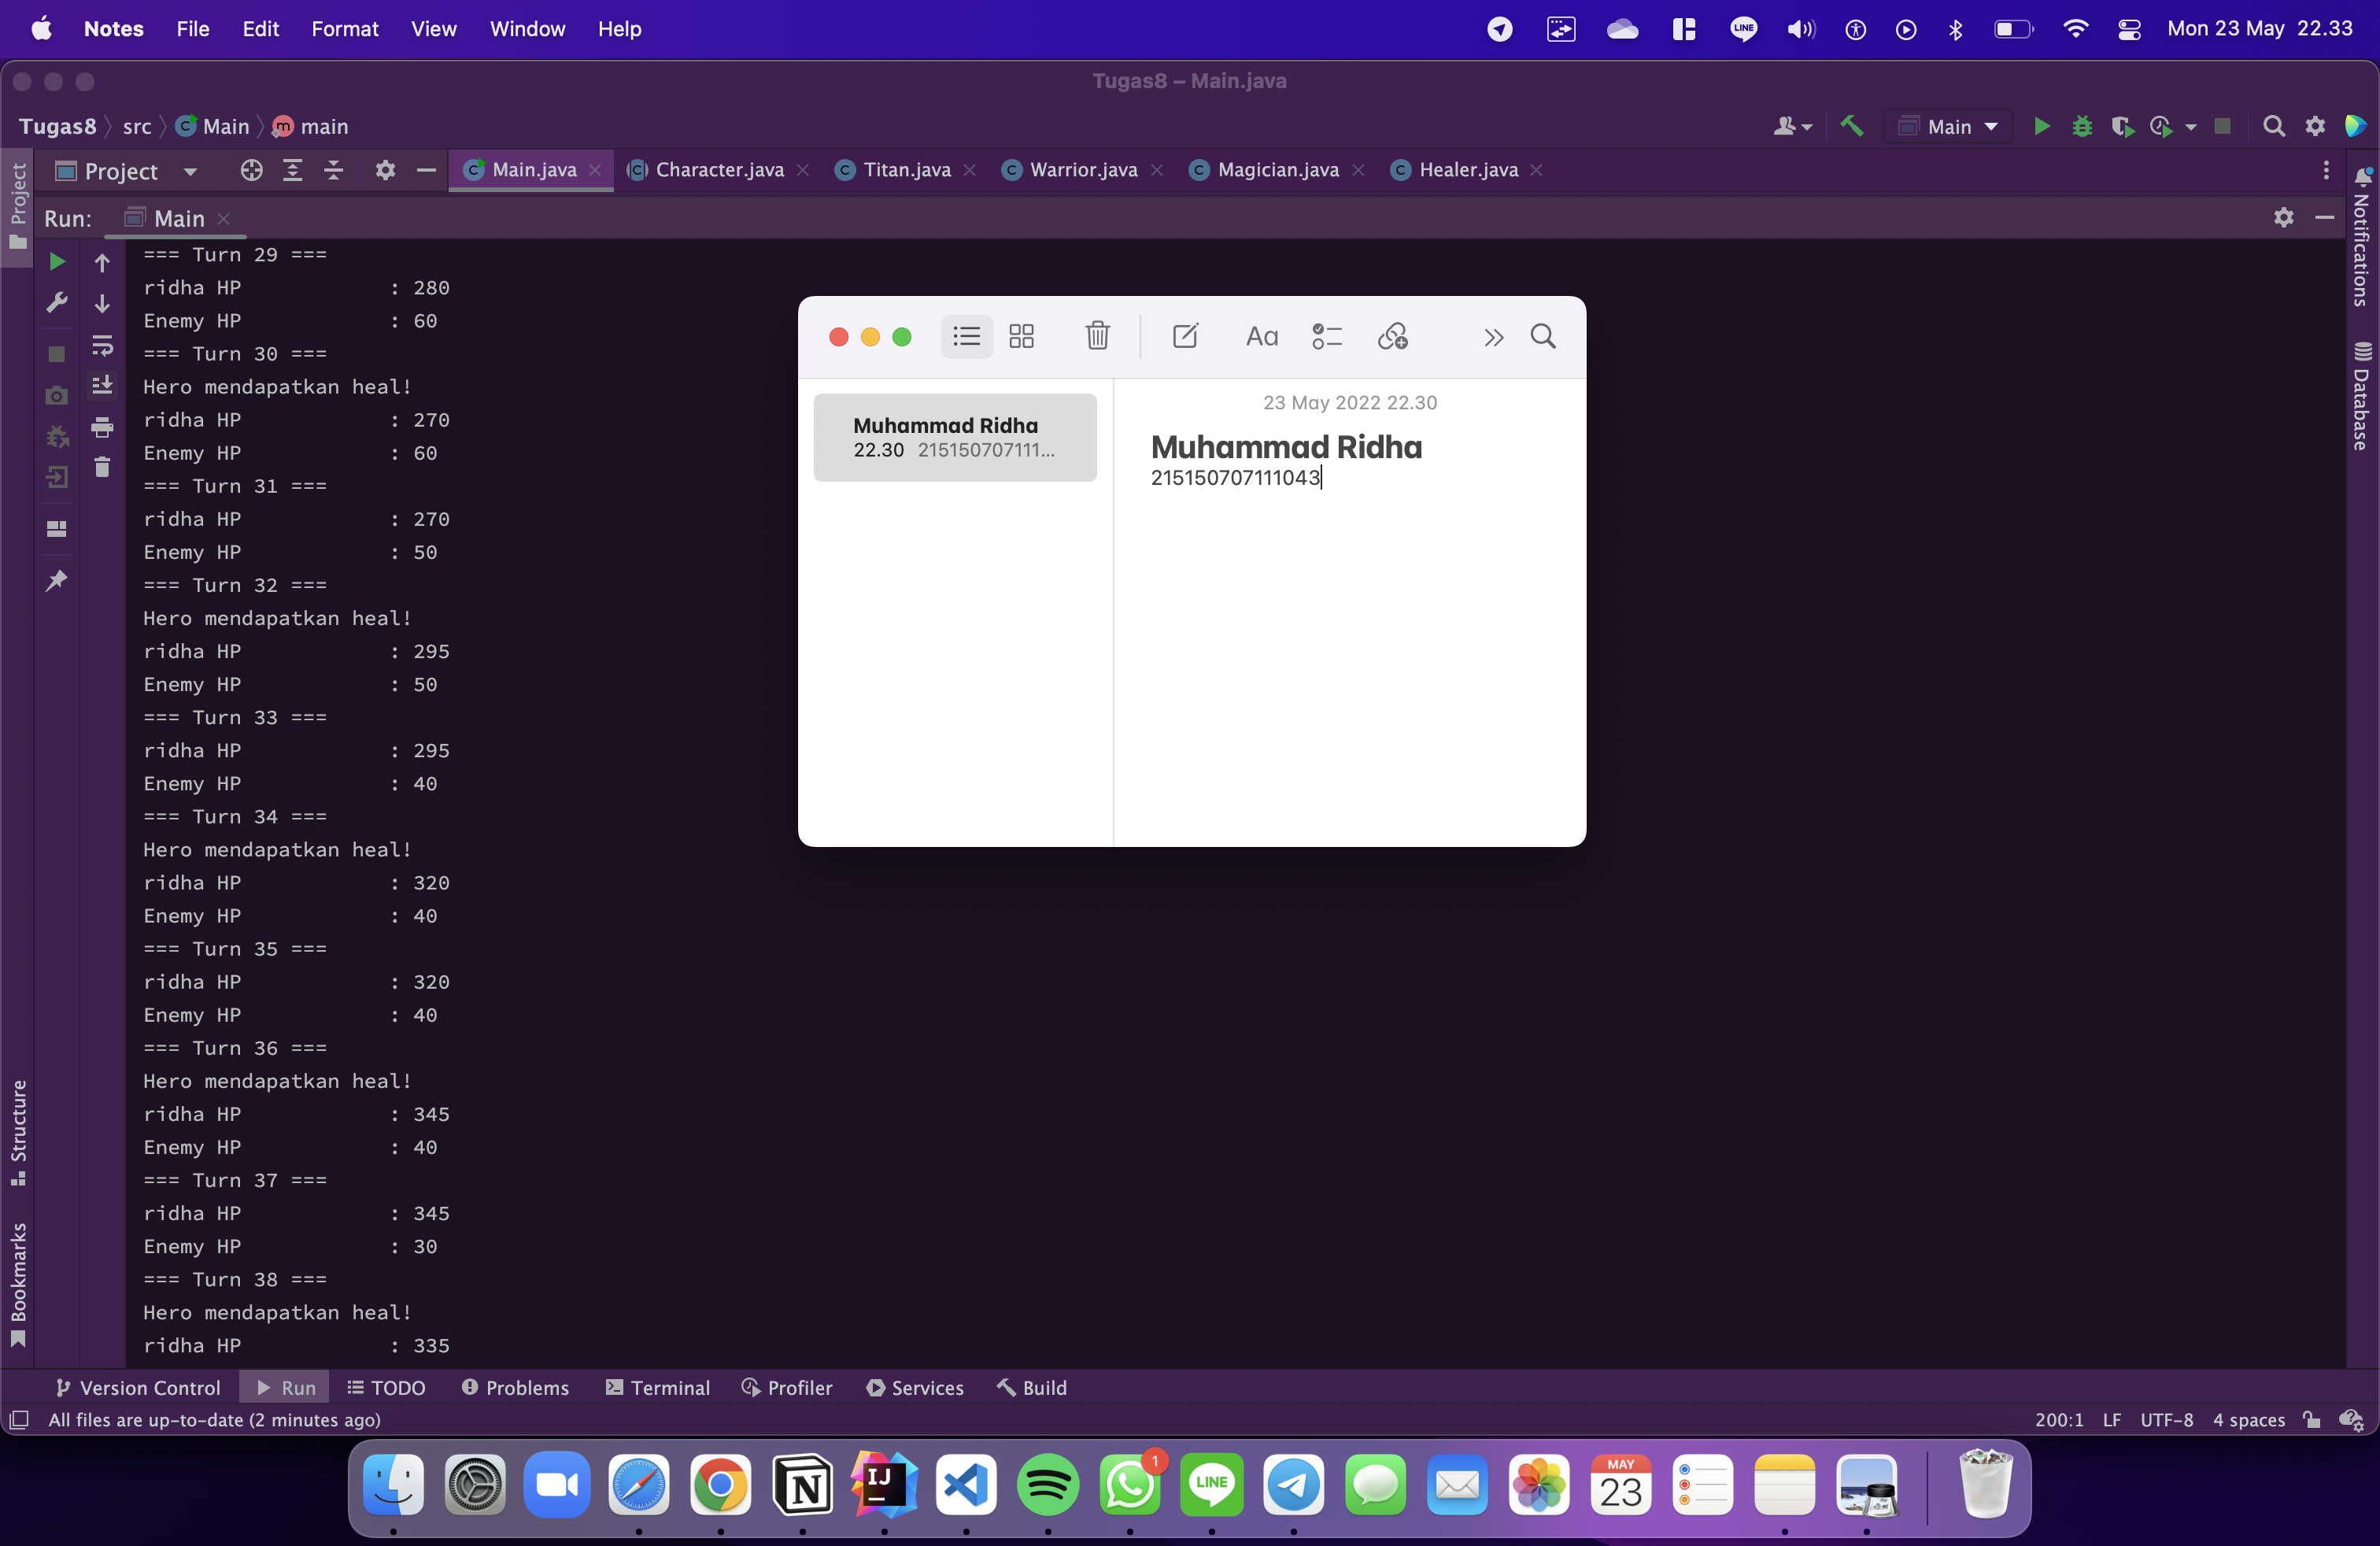 Notes File Edit Format View Window Help LINE Mon 23 May 22.33
Tugas8 – Main.java
Tugas8 src Main main Main
Project Main.java Character.java Titan.java Warrior.java Magician.java Healer.java
Run: Main
=== Turn 29 ===
ridha HP : 280
Enemy HP : 60
=== Turn 30 ===
Hero mendapatkan heal!
ridha HP : 270
Enemy HP : 60
=== Turn 31 ===
ridha HP : 270
Enemy HP : 50
=== Turn 32 ===
Hero mendapatkan heal!
ridha HP : 295
Enemy HP : 50
=== Turn 33 ===
ridha HP : 295
Enemy HP : 40
=== Turn 34 ===
Hero mendapatkan heal!
ridha HP : 320
Enemy HP : 40
=== Turn 35 ===
ridha HP : 320
Enemy HP : 40
=== Turn 36 ===
Hero mendapatkan heal!
ridha HP : 345
Enemy HP : 40
=== Turn 37 ===
ridha HP : 345
Enemy HP : 30
=== Turn 38 ===
Hero mendapatkan heal!
ridha HP : 335
Project
Structure
Bookmarks
Notifications
Database
Aa
Muhammad Ridha
22.30 215150707111...
23 May 2022 22.30
Muhammad Ridha
215150707111043
Version Control Run TODO Problems Terminal Profiler Services Build
All files are up-to-date (2 minutes ago) 200:1 LF UTF-8 4 spaces
N IJ 1 LINE MAY 23